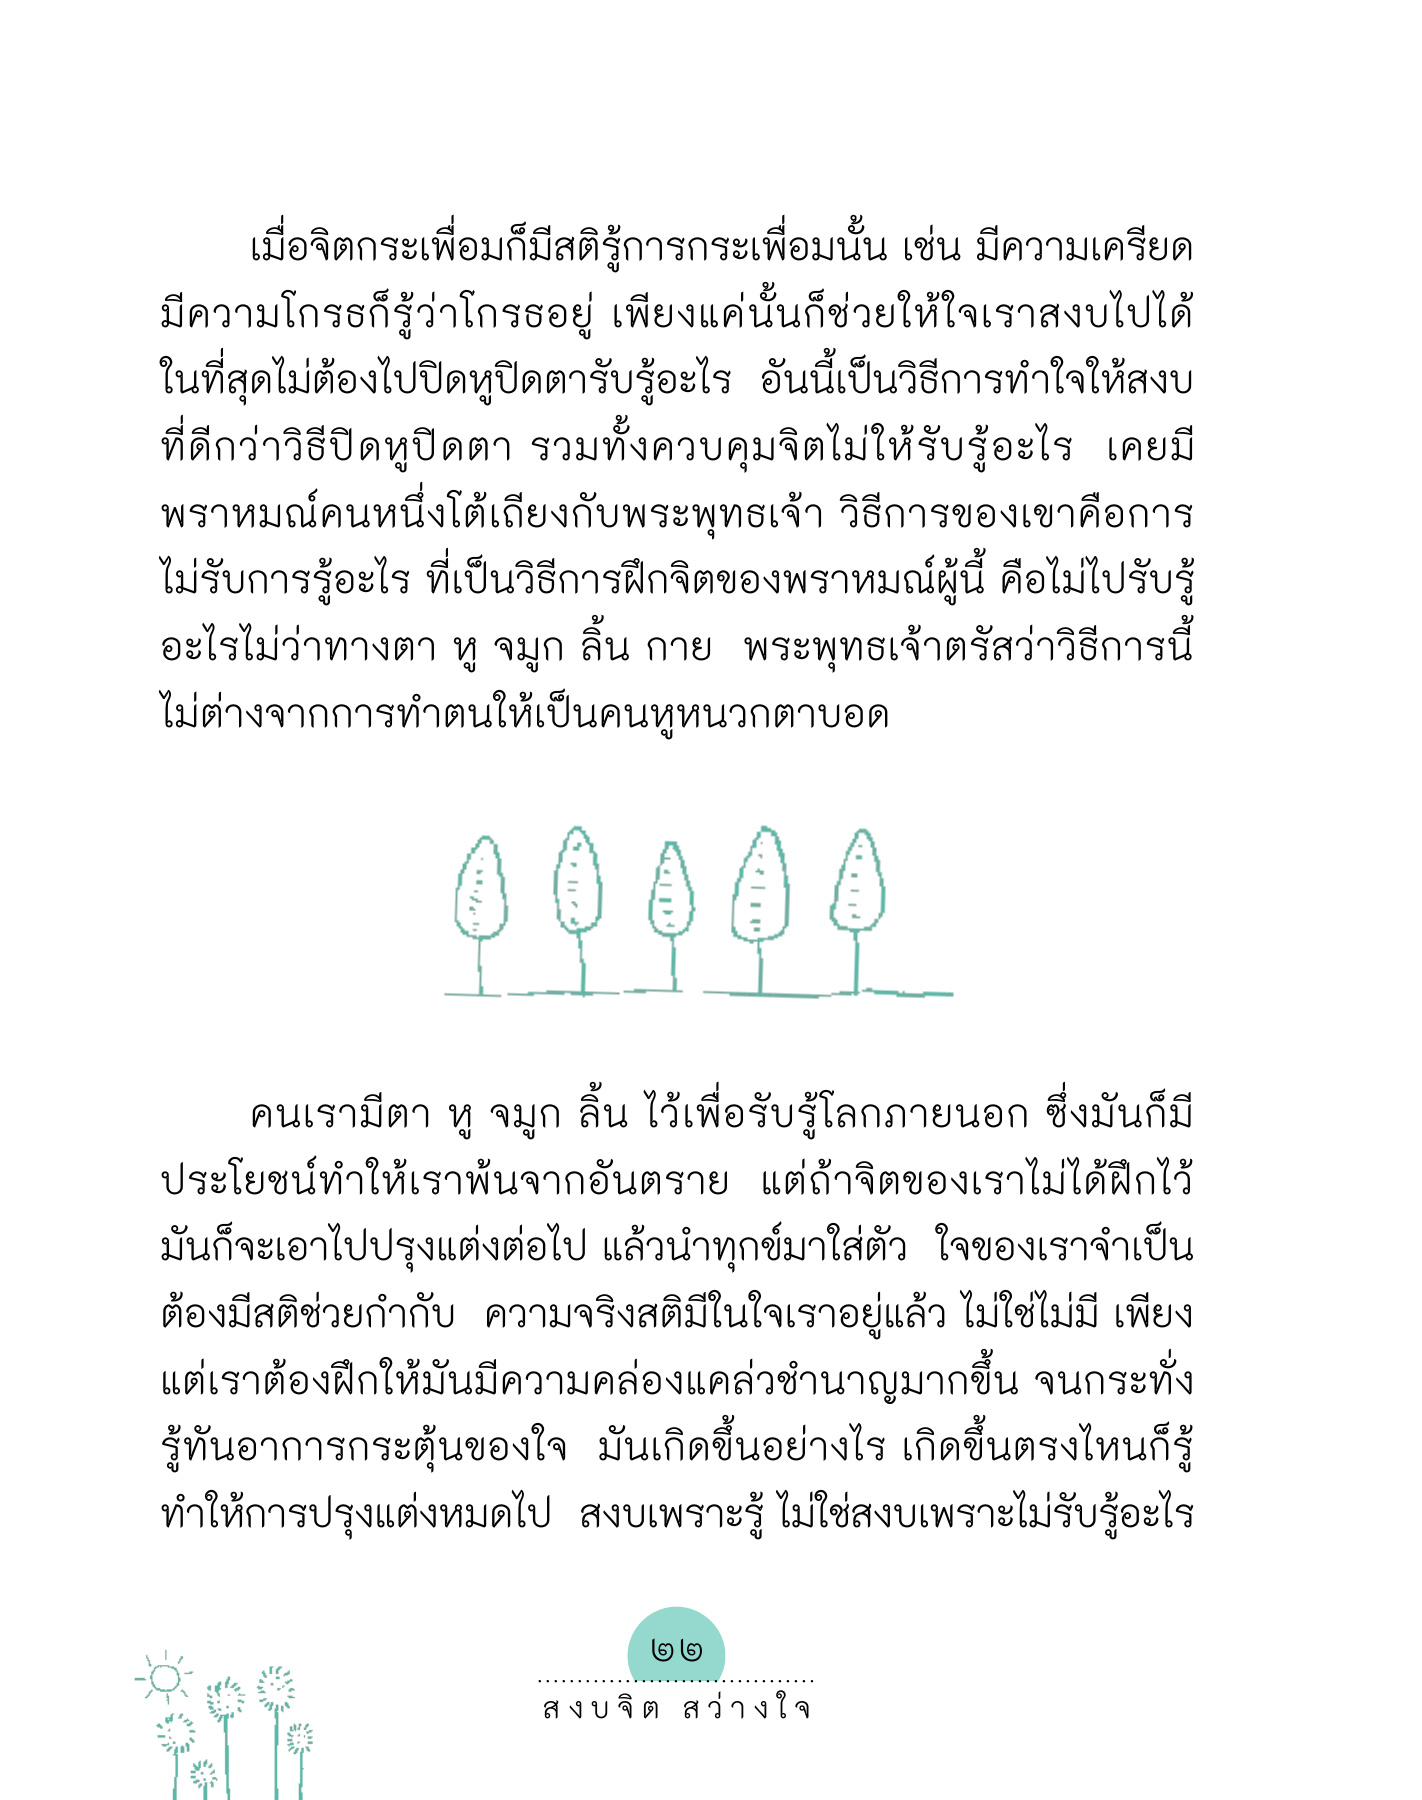 เมื่อจิตกระเพื่อมก็มีสติรู้การกระเพื่อมนั้น เช่น มีความเครียด
มีความโกรธก็รู้ว่าโกรธอยู่ เพียงแค่นั้นก็ช่วยให้ใจเราสงบไปได้
ในที่สุดไม่ต้องไปปิดหูปิดตารับรู้อะไร อันนี้เป็นวิธีการทำใจให้สงบ
ที่ดีกว่าวิธีปิดหูปิดตา รวมทั้งควบคุมจิตไม่ให้รับรู้อะไร เคยมี
พราหมณ์คนหนึ่งโต้เถียงกับพระพุทธเจ้า วิธีการของเขาคือการ
ไม่รับการรู้อะไร ที่เป็นวิธีการฝึกจิตของพราหมณ์ผู้นี้ คือไม่ไปรับรู้
อะไรไม่ว่าทางตา หู จมูก ลิ้น กาย พระพุทธเจ้าตรัสว่าวิธีการนี้
ไม่ต่างจากการทำตนให้เป็นคนหูหนวกตาบอด
คนเรามีตา หู จมูก ลิ้น ไว้เพื่อรับรู้โลกภายนอก ซึ่งมันก็มี
ประโยชน์ทำให้เราพ้นจากอันตราย แต่ถ้าจิตของเราไม่ได้ฝึกไว้
มันก็จะเอาไปปรุงแต่งต่อไป แล้วนำทุกข์มาใส่ตัว ใจของเราจำเป็น
ต้องมีสติช่วยกำกับ ความจริงสติมีในใจเราอยู่แล้ว ไม่ใช่ไม่มี เพียง
แต่เราต้องฝึกให้มันมีความคล่องแคล่วชำนาญมากขึ้น จนกระทั่ง
รู้ทันอาการกระตุ้นของใจ มันเกิดขึ้นอย่างไร เกิดขึ้นตรงไหนก็รู้
ทำให้การปรุงแต่งหมดไป สงบเพราะรู้ ไม่ใช่สงบเพราะไม่รับรู้อะไร
๒๒
สงบจิต สว่างใจ